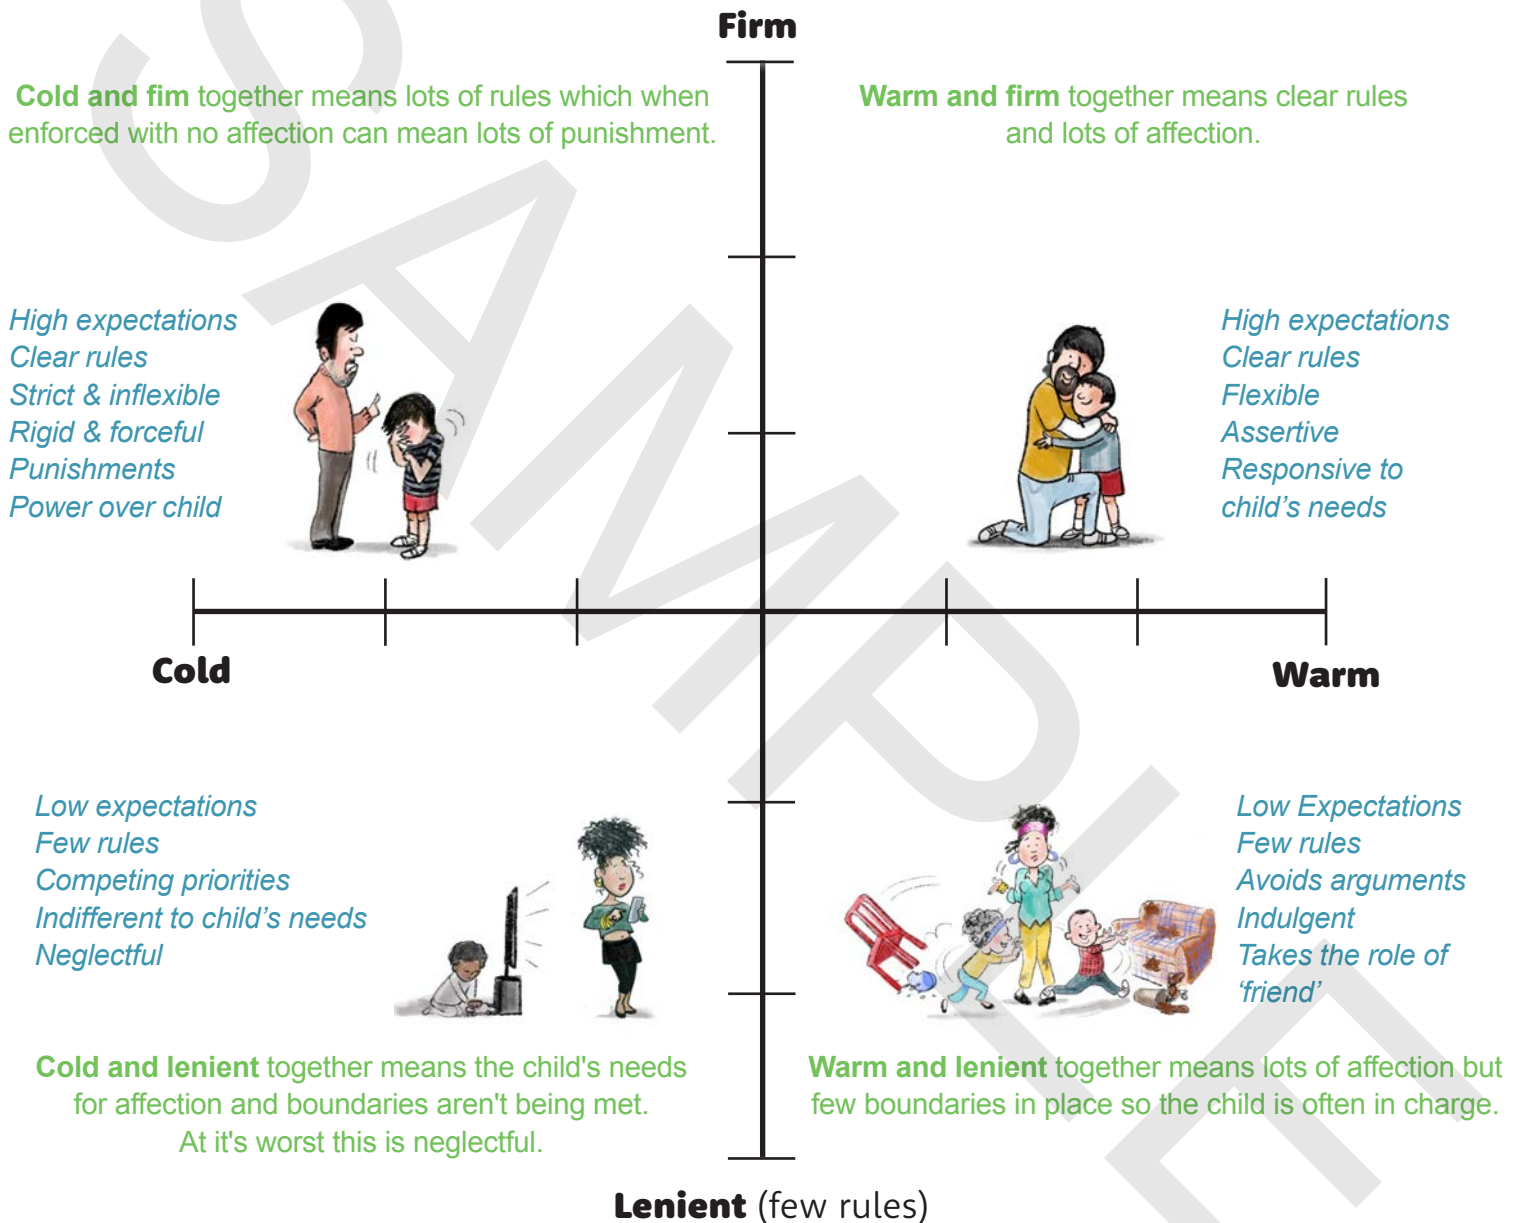 Firm
Cold and fim together means lots of rules which when
enforced with no affection can mean lots of punishment.
Warm and firm together means clear rules
and lots of affection.
High expectations
Clear rules
Strict & inflexible
Rigid & forceful
Punishments
Power over child
High expectations
Clear rules
Flexible
Assertive
Responsive to
child’s needs
Cold
Warm
Low expectations
Few rules
Competing priorities
Indifferent to child’s needs
Neglectful
Low Expectations
Few rules
Avoids arguments
Indulgent
Takes the role of
‘friend’
Cold and lenient together means the child's needs
for affection and boundaries aren't being met.
At it's worst this is neglectful.
Warm and lenient together means lots of affection but
few boundaries in place so the child is often in charge.
Lenient (few rules)
SAMPLE